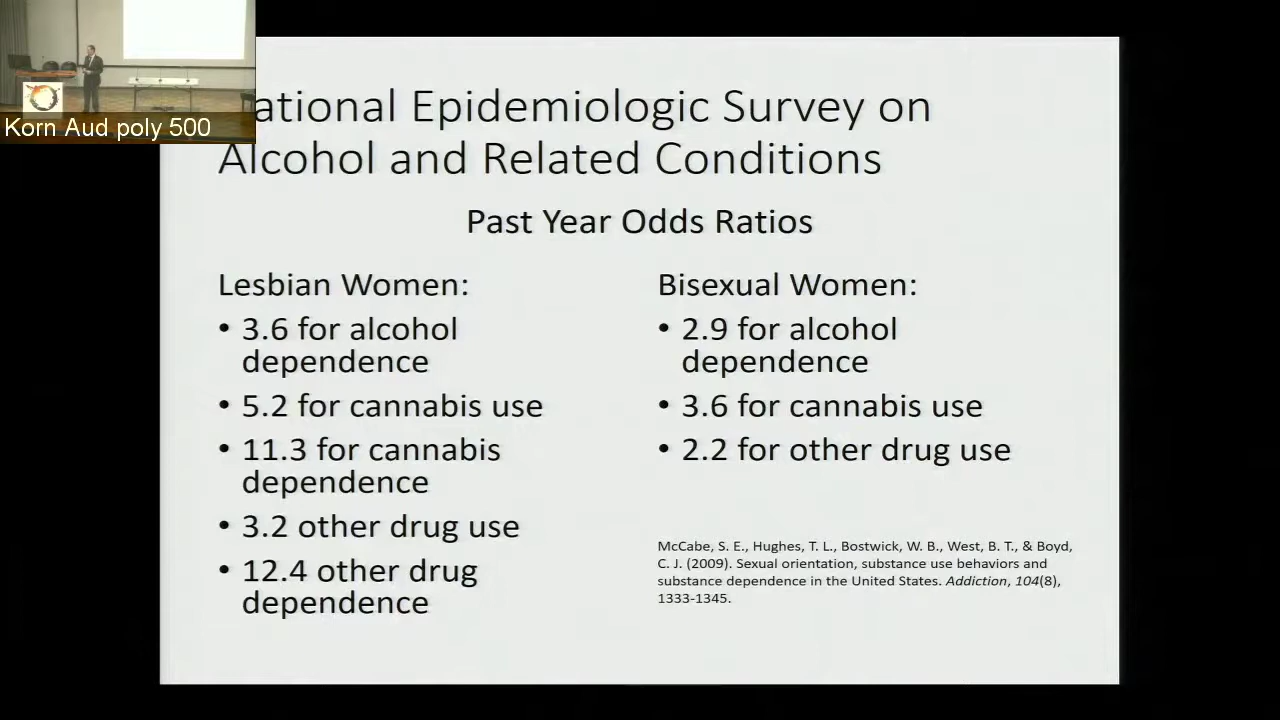 Korn Aud poly 500
ational Epidemiologic Survey on
Alcohol and Related Conditions
Past Year Odds Ratios
Lesbian Women:
• 3.6 for alcohol
dependence
• 5.2 for cannabis use
• 11.3 for cannabis
dependence
• 3.2 other drug use
• 12.4 other drug
dependence
Bisexual Women:
• 2.9 for alcohol
dependence
• 3.6 for cannabis use
• 2.2 for other drug use
McCabe, S. E., Hughes, T. L., Bostwick, W. B., West, B. T., & Boyd,
C. J. (2009). Sexual orientation, substance use behaviors and
substance dependence in the United States. Addiction, 104(8),
1333-1345.